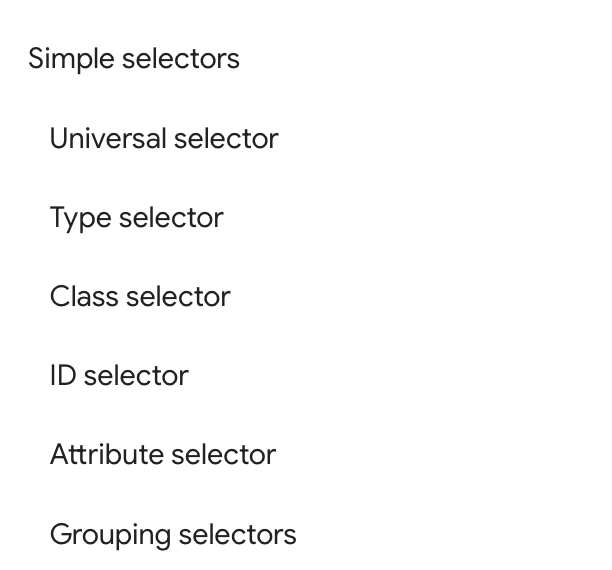 Simple selectors
Universal selector
Type selector
Class selector
ID selector
Attribute selector
Grouping selectors